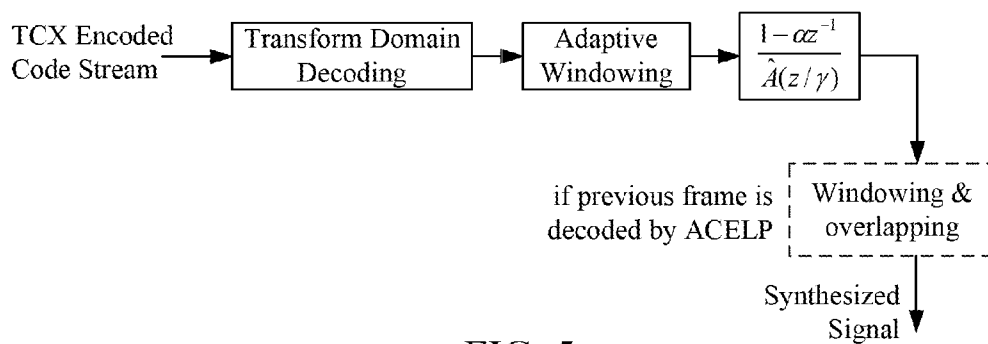 TCX Encoded
Code Stream
Transform Domain
Decoding
Adaptive
Windowing
1-αz⁻¹
Â(z/γ)
if previous frame is
decoded by ACELP
Windowing &
overlapping
Synthesized
Signal